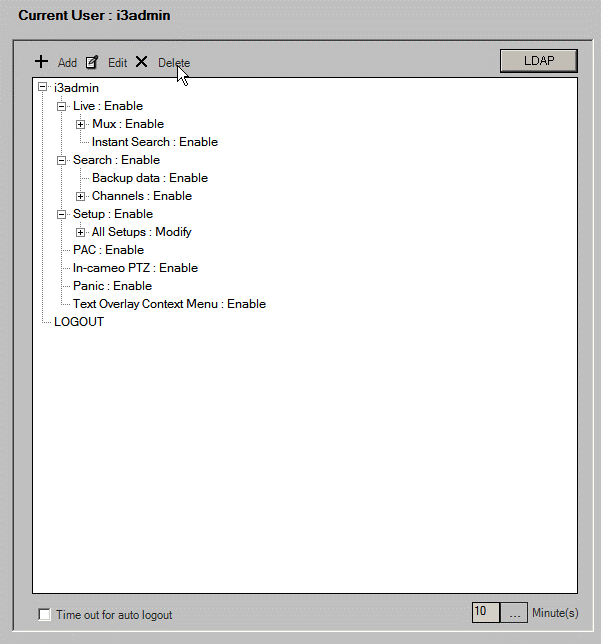 Current User : i3admin
Add Edit Delete LDAP
i3admin
Live : Enable
Mux : Enable
Instant Search : Enable
Search : Enable
Backup data : Enable
Channels : Enable
Setup : Enable
All Setups : Modify
PAC : Enable
In-cameo PTZ : Enable
Panic : Enable
Text Overlay Context Menu : Enable
LOGOUT
Time out for auto logout 10 ... Minute(s)